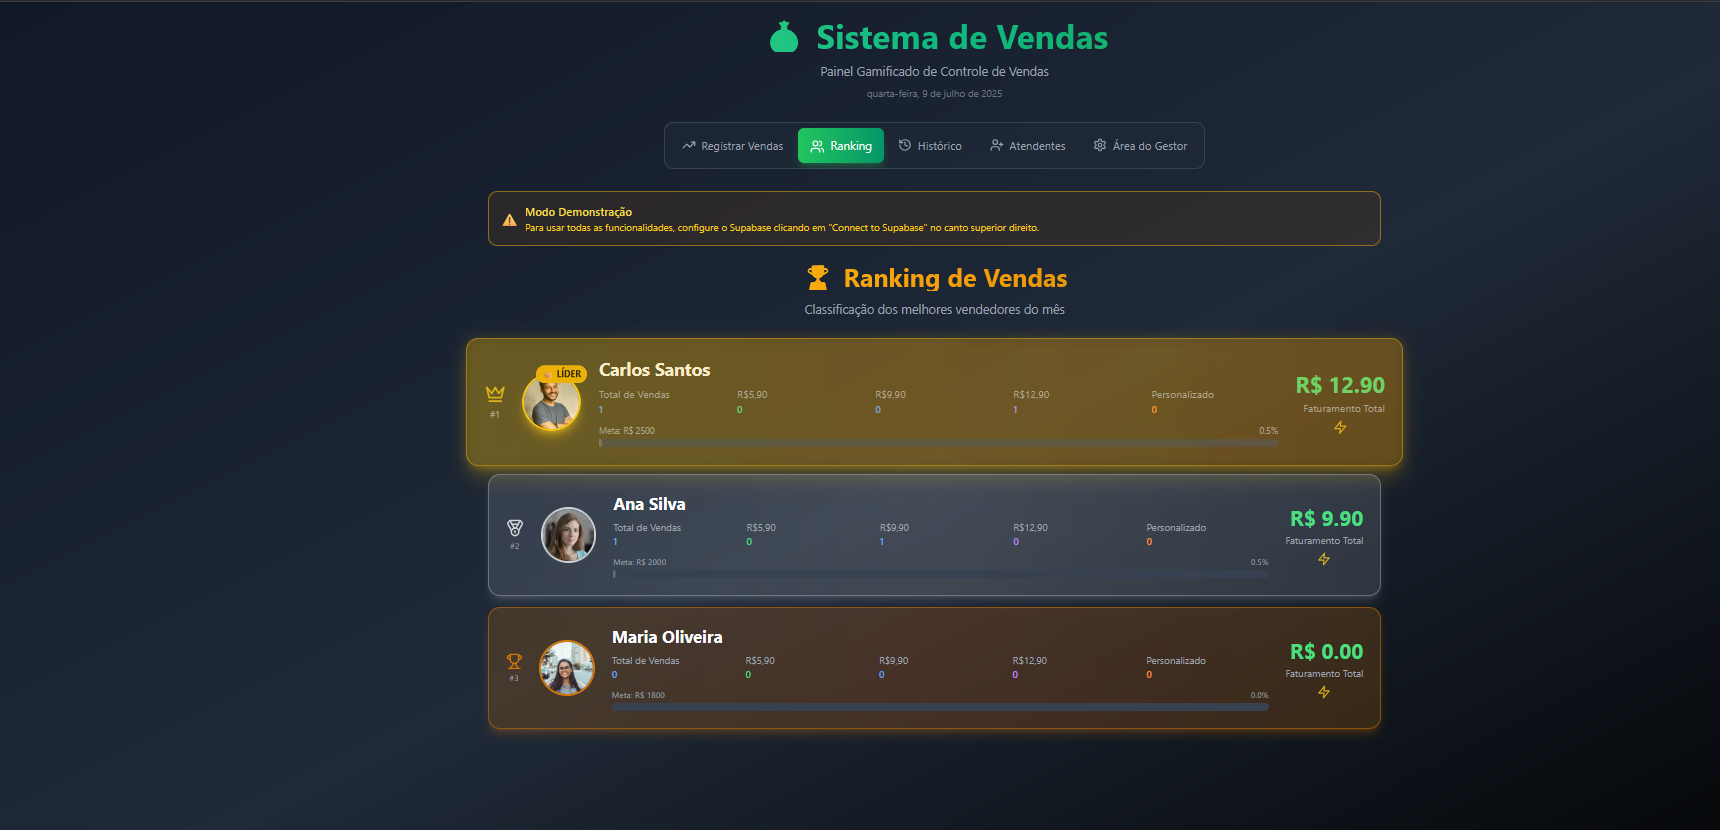 Sistema de Vendas
Painel Gamificado de Controle de Vendas
quarta-feira, 9 de julho de 2025
Registrar Vendas Ranking Histórico Atendentes Área do Gestor
Modo Demonstração
Para usar todas as funcionalidades, configure o Supabase clicando em "Connect to Supabase" no canto superior direito.
Ranking de Vendas
Classificação dos melhores vendedores do mês
LÍDER
#1
Carlos Santos
Total de Vendas R$5,90 R$9,90 R$12,90 Personalizado
1 0 0 1 0
Meta: R$ 2500 0.5%
R$ 12.90
Faturamento Total
#2
Ana Silva
Total de Vendas R$5,90 R$9,90 R$12,90 Personalizado
1 0 1 0 0
Meta: R$ 2000 0.5%
R$ 9.90
Faturamento Total
#3
Maria Oliveira
Total de Vendas R$5,90 R$9,90 R$12,90 Personalizado
0 0 0 0 0
Meta: R$ 1800 0.0%
R$ 0.00
Faturamento Total